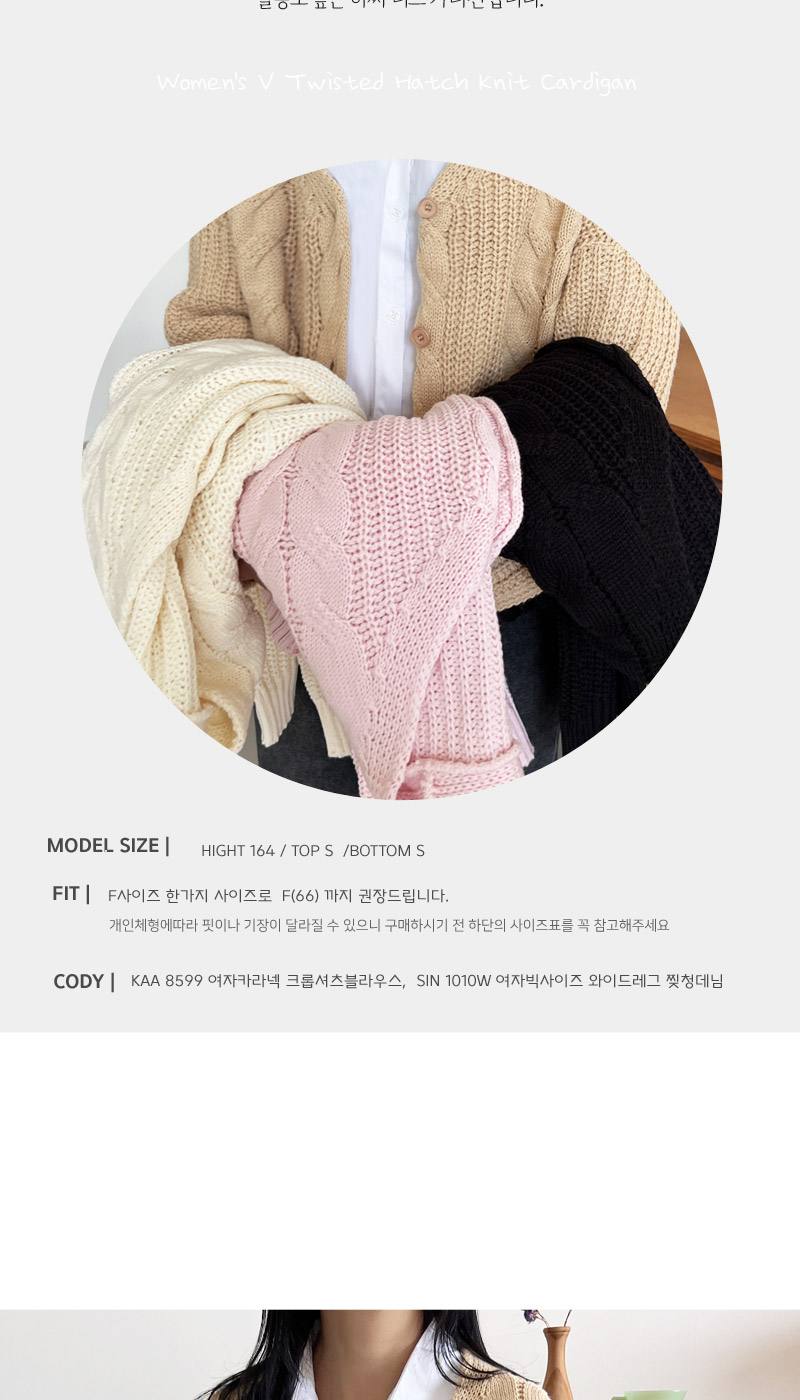 Women's V Twisted Hatch Knit Cardigan
MODEL SIZE | HIGHT 164 / TOP S /BOTTOM S
FIT | F사이즈 한가지 사이즈로 F(66) 까지 권장드립니다.
개인체형에따라 핏이나 기장이 달라질 수 있으니 구매하시기 전 하단의 사이즈표를 꼭 참고해주세요
CODY | KAA 8599 여자카라넥 크롭셔츠블라우스, SIN 1010W 여자빅사이즈 와이드레그 찢청데님